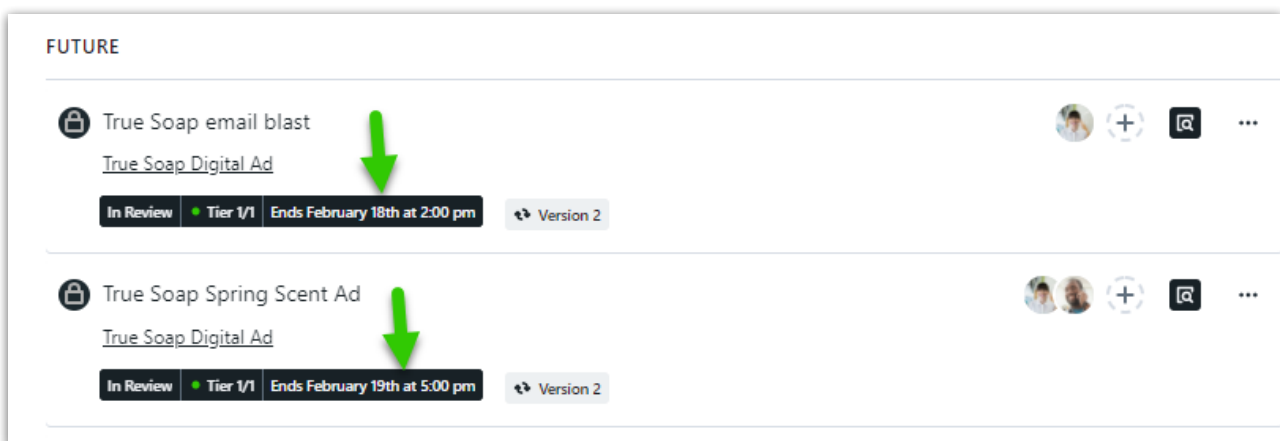 FUTURE
True Soap email blast
True Soap Digital Ad
In Review Tier 1/1 Ends February 18th at 2:00 pm Version 2
True Soap Spring Scent Ad
True Soap Digital Ad
In Review Tier 1/1 Ends February 19th at 5:00 pm Version 2